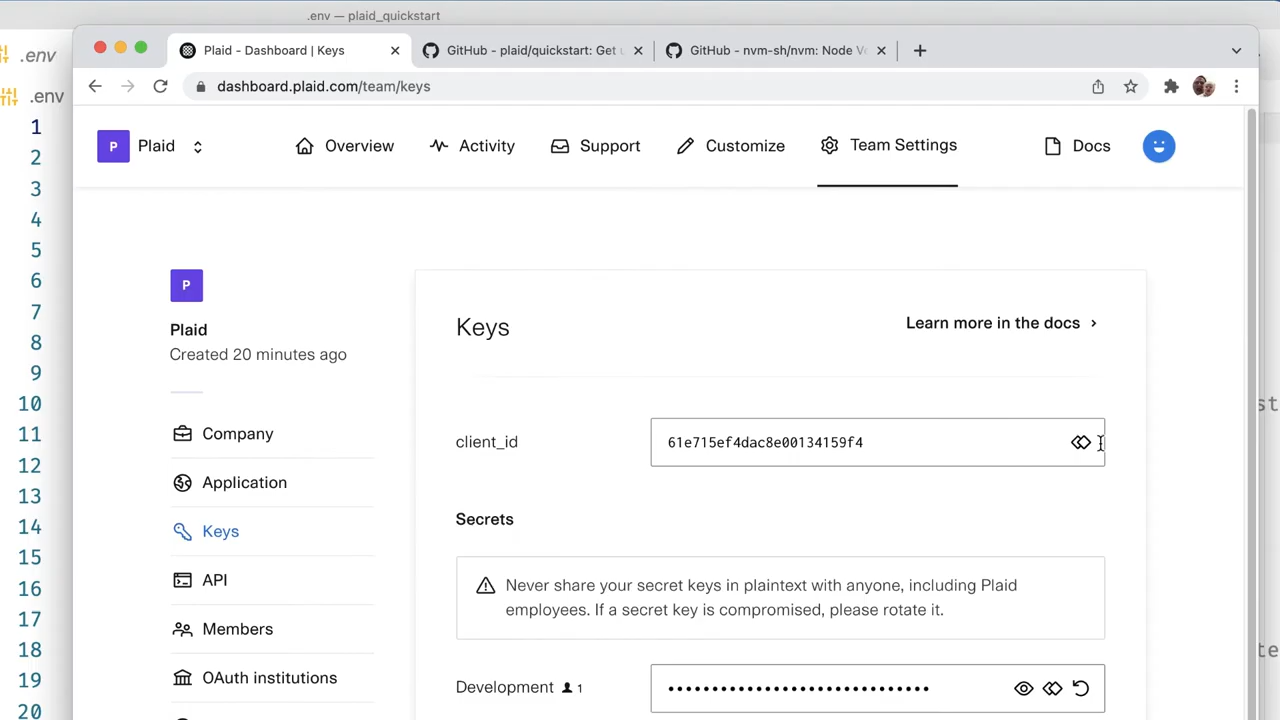 .env — plaid_quickstart
.env
Plaid - Dashboard | Keys
GitHub - plaid/quickstart: Get
GitHub - nvm-sh/nvm: Node
dashboard.plaid.com/team/keys
.env
P Plaid
Overview
Activity
Support
Customize
Team Settings
Docs
P
Plaid
Created 20 minutes ago
Company
Application
Keys
API
Members
OAuth institutions
Keys
Learn more in the docs
client_id
61e715ef4dac8e00134159f4
Secrets
Never share your secret keys in plaintext with anyone, including Plaid
employees. If a secret key is compromised, please rotate it.
Development 1
1
2
3
4
5
6
7
8
9
10
11
12
13
14
15
16
17
18
19
20